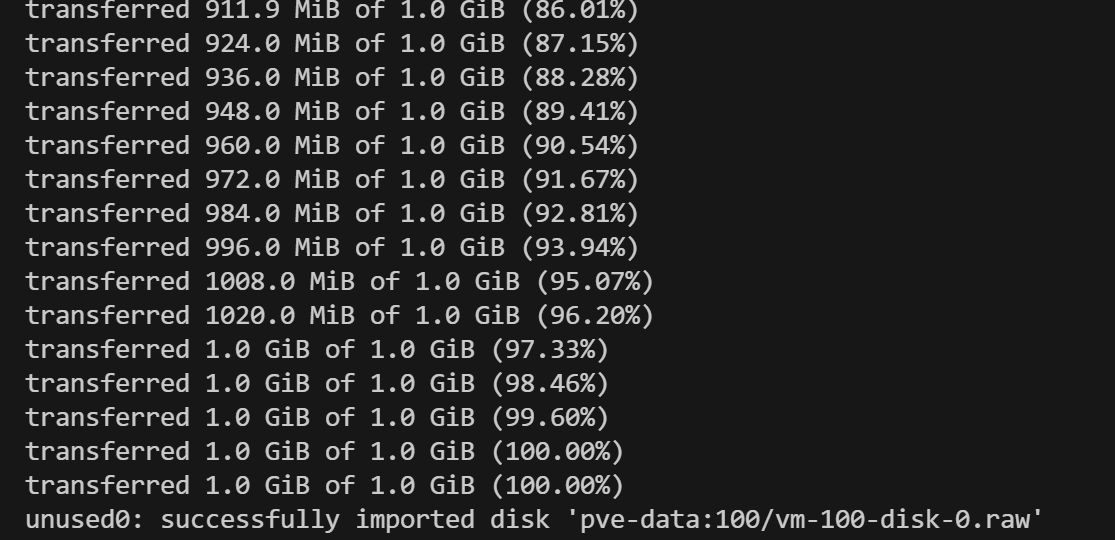 transferred 911.9 MiB of 1.0 GiB (86.01%)
transferred 924.0 MiB of 1.0 GiB (87.15%)
transferred 936.0 MiB of 1.0 GiB (88.28%)
transferred 948.0 MiB of 1.0 GiB (89.41%)
transferred 960.0 MiB of 1.0 GiB (90.54%)
transferred 972.0 MiB of 1.0 GiB (91.67%)
transferred 984.0 MiB of 1.0 GiB (92.81%)
transferred 996.0 MiB of 1.0 GiB (93.94%)
transferred 1008.0 MiB of 1.0 GiB (95.07%)
transferred 1020.0 MiB of 1.0 GiB (96.20%)
transferred 1.0 GiB of 1.0 GiB (97.33%)
transferred 1.0 GiB of 1.0 GiB (98.46%)
transferred 1.0 GiB of 1.0 GiB (99.60%)
transferred 1.0 GiB of 1.0 GiB (100.00%)
transferred 1.0 GiB of 1.0 GiB (100.00%)
unused0: successfully imported disk 'pve-data:100/vm-100-disk-0.raw'